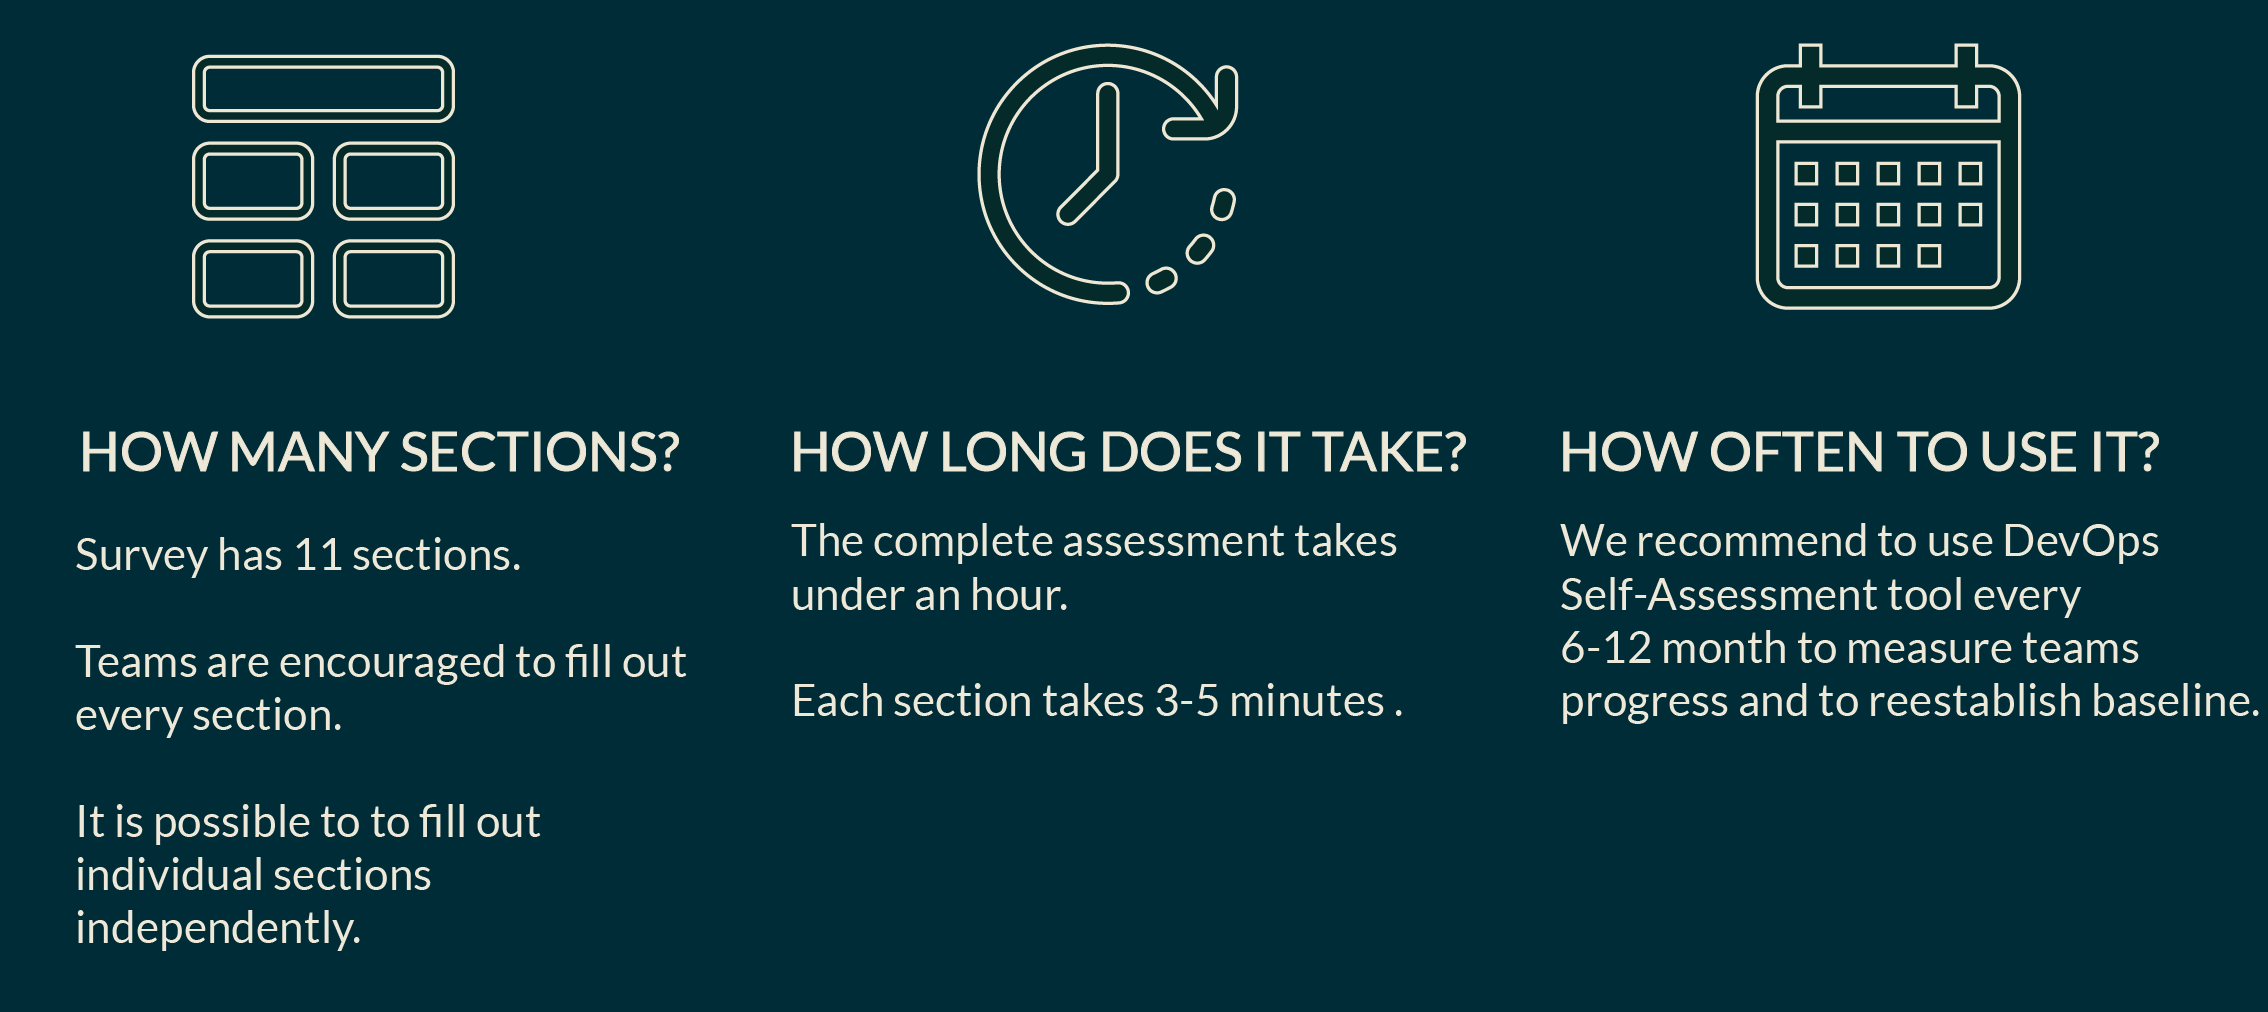 HOW MANY SECTIONS?
Survey has 11 sections.
Teams are encouraged to fill out
every section.
It is possible to to fill out
individual sections
independently.
HOW LONG DOES IT TAKE?
The complete assessment takes
under an hour.
Each section takes 3-5 minutes .
HOW OFTEN TO USE IT?
We recommend to use DevOps
Self-Assessment tool every
6-12 month to measure teams
progress and to reestablish baseline.